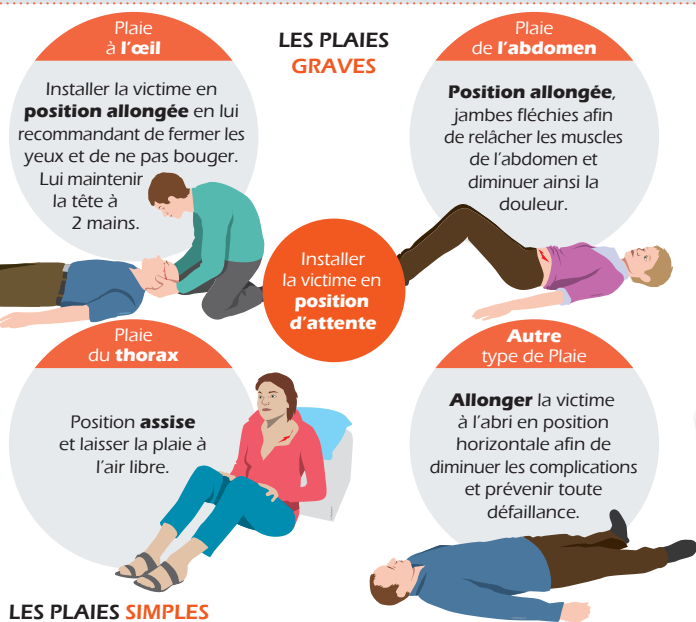 LES PLAIES
GRAVES
Plaie
à l'œil
Installer la victime en
position allongée en lui
recommandant de fermer les
yeux et de ne pas bouger.
Lui maintenir
la tête à
2 mains.
Plaie
de l'abdomen
Position allongée,
jambes fléchies afin
de relâcher les muscles
de l'abdomen et
diminuer ainsi la
douleur.
Installer
la victime en
position
d'attente
Plaie
du thorax
Position assise
et laisser la plaie à
l'air libre.
Autre
type de Plaie
Allonger la victime
à l'abri en position
horizontale afin de
diminuer les complications
et prévenir toute
défaillance.
LES PLAIES SIMPLES